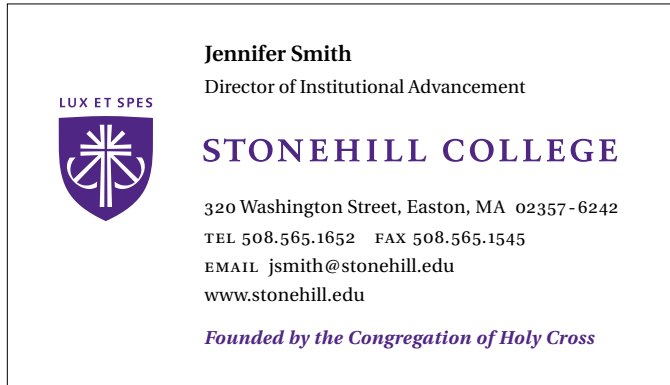 Jennifer Smith
Director of Institutional Advancement
LUX ET SPES
STONEHILL COLLEGE
320 Washington Street, Easton, MA 02357-6242
TEL 508.565.1652 FAX 508.565.1545
EMAIL jsmith@stonehill.edu
www.stonehill.edu
Founded by the Congregation of Holy Cross